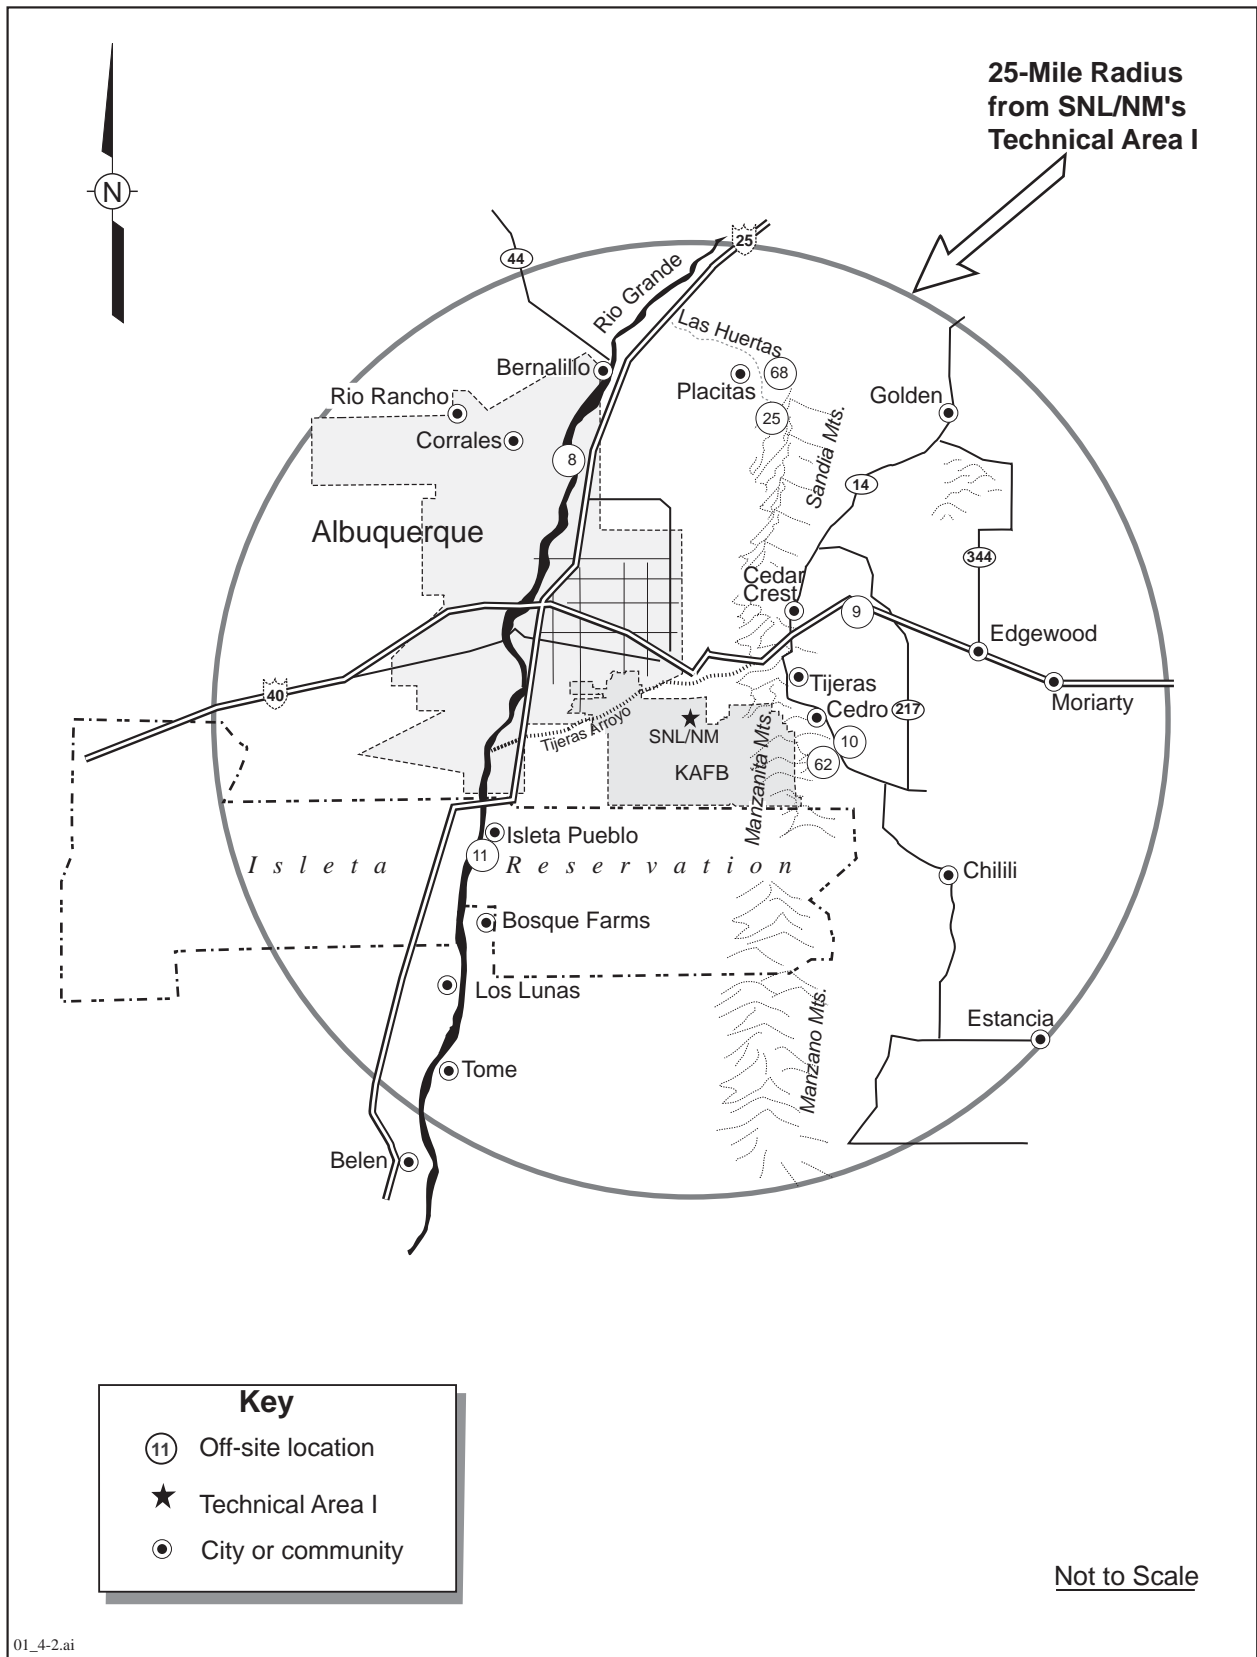 25-Mile Radius
from SNL/NM's
Technical Area I
N
25
44
Rio Grande
Las Huertas
Bernalillo
68
Placitas
Rio Rancho
Golden
25
Corrales
Sandia Mts.
8
14
Albuquerque
344
Cedar
Crest
9
Edgewood
Tijeras
40
Moriarty
Cedro
217
Tijeras Arroyo
SNL/NM
10
62
KAFB
Manzanita Mts.
Isleta Pueblo
11
Isleta Reservation
Chilili
Bosque Farms
Los Lunas
Estancia
Manzano Mts.
Tome
Belen
Key
11 Off-site location
Technical Area I
City or community
Not to Scale
01_4-2.ai